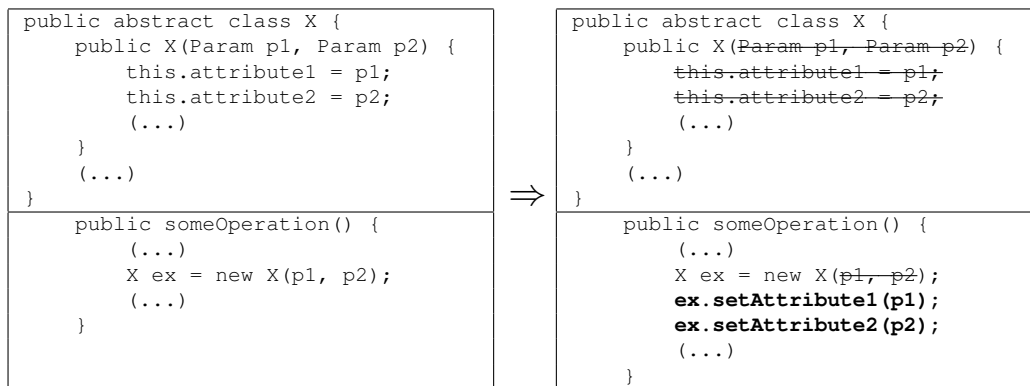 public abstract class X {
    public X(Param p1, Param p2) {
        this.attribute1 = p1;
        this.attribute2 = p2;
        (...)
    }
    (...)
}
    public someOperation() {
        (...)
        X ex = new X(p1, p2);
        (...)
    }
⇒
public abstract class X {
    public X(Param p1, Param p2) {
        this.attribute1 = p1;
        this.attribute2 = p2;
        (...)
    }
    (...)
}
    public someOperation() {
        (...)
        X ex = new X(p1, p2);
        ex.setAttribute1(p1);
        ex.setAttribute2(p2);
        (...)
    }